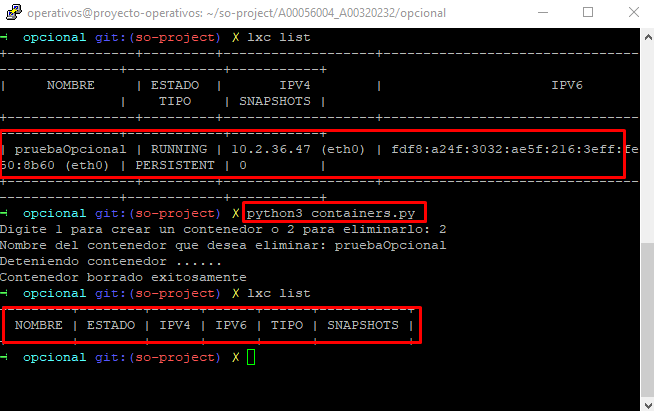 operativos@proyecto-operativos: ~/so-project/A00056004_A00320232/opcional
opcional git:(so-project) X lxc list
| NOMBRE | ESTADO | IPV4 | IPV6
| TIPO | SNAPSHOTS |
| pruebaOpcional | RUNNING | 10.2.36.47 (eth0) | fdf8:a24f:3032:ae5f:216:3eff:fe
60:8b60 (eth0) | PERSISTENT | 0 |
opcional git:(so-project) X python3 containers.py
Digite 1 para crear un contenedor o 2 para eliminarlo: 2
Nombre del contenedor que desea eliminar: pruebaOpcional
Deteniendo contenedor ......
Contenedor borrado exitosamente
opcional git:(so-project) X lxc list
NOMBRE | ESTADO | IPV4 | IPV6 | TIPO | SNAPSHOTS |
opcional git:(so-project) X